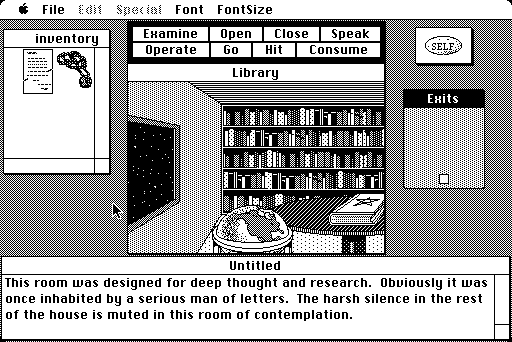 File Edit Special Font FontSize
inventory
Examine Open Close Speak
Operate Go Hit Consume
SELF
Library
Exits
Untitled
This room was designed for deep thought and research. Obviously it was
once inhabited by a serious man of letters. The harsh silence in the rest
of the house is muted in this room of contemplation.